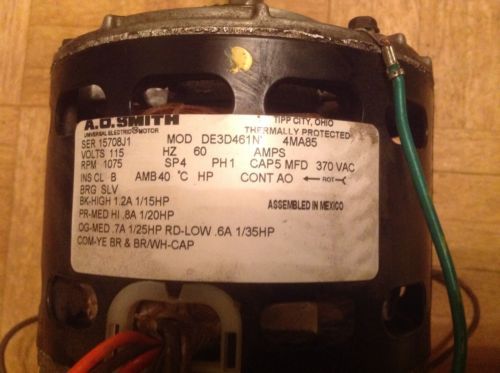 A.O. SMITH TIPP CITY, OHIO
UNIVERSAL ELECTRIC MOTOR THERMALLY PROTECTED
SER 15708J1 MOD DE3D461N 4MA85
VOLTS 115 HZ 60 AMPS
RPM 1075 SP4 PH1 CAP5 MFD 370 VAC
INS CL B AMB40 °C HP CONT AO ROT
BRG SLV
BK-HIGH 1.2A 1/15HP ASSEMBLED IN MEXICO
PR-MED HI .8A 1/20HP
OG-MED .7A 1/25HP RD-LOW .6A 1/35HP
COM-YE BR & BR/WH-CAP